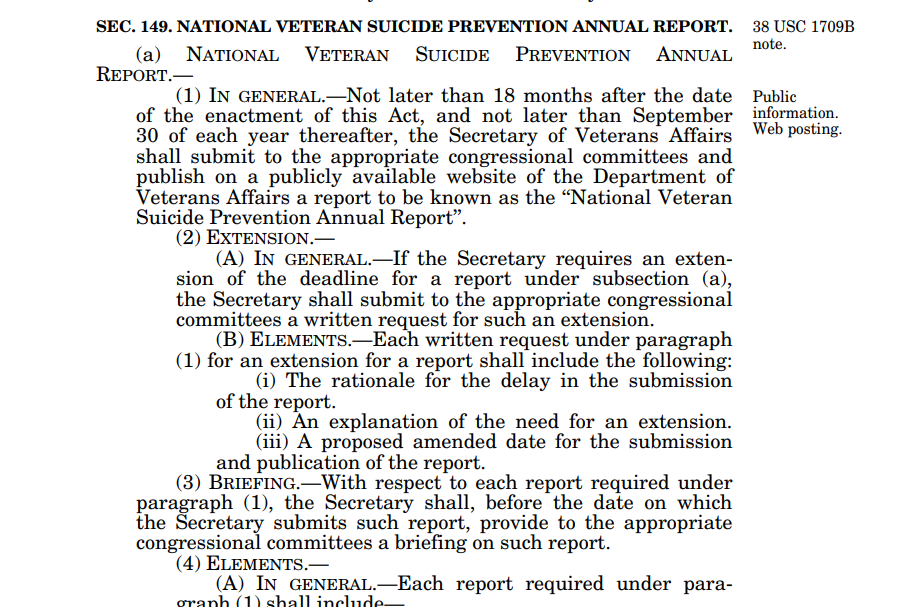 SEC. 149. NATIONAL VETERAN SUICIDE PREVENTION ANNUAL REPORT.
38 USC 1709B
note.
(a) NATIONAL VETERAN SUICIDE PREVENTION ANNUAL
REPORT.—
(1) IN GENERAL.—Not later than 18 months after the date
of the enactment of this Act, and not later than September
30 of each year thereafter, the Secretary of Veterans Affairs
shall submit to the appropriate congressional committees and
publish on a publicly available website of the Department of
Veterans Affairs a report to be known as the “National Veteran
Suicide Prevention Annual Report”.
Public
information.
Web posting.
(2) EXTENSION.—
(A) IN GENERAL.—If the Secretary requires an exten-
sion of the deadline for a report under subsection (a),
the Secretary shall submit to the appropriate congressional
committees a written request for such an extension.
(B) ELEMENTS.—Each written request under paragraph
(1) for an extension for a report shall include the following:
(i) The rationale for the delay in the submission
of the report.
(ii) An explanation of the need for an extension.
(iii) A proposed amended date for the submission
and publication of the report.
(3) BRIEFING.—With respect to each report required under
paragraph (1), the Secretary shall, before the date on which
the Secretary submits such report, provide to the appropriate
congressional committees a briefing on such report.
(4) ELEMENTS.—
(A) IN GENERAL.—Each report required under para-
graph (1) shall include—